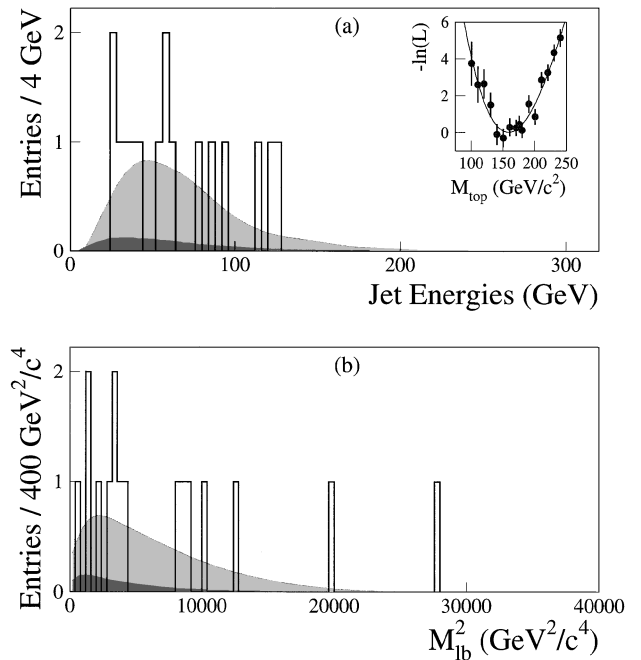 (a)
Entries / 4 GeV
2
1
0
0
100
200
300
Jet Energies (GeV)
-ln(L)
6
4
2
0
100
150
200
250
M_top (GeV/c²)
(b)
Entries / 400 GeV²/c⁴
2
1
0
0
10000
20000
30000
40000
M²_lb (GeV²/c⁴)